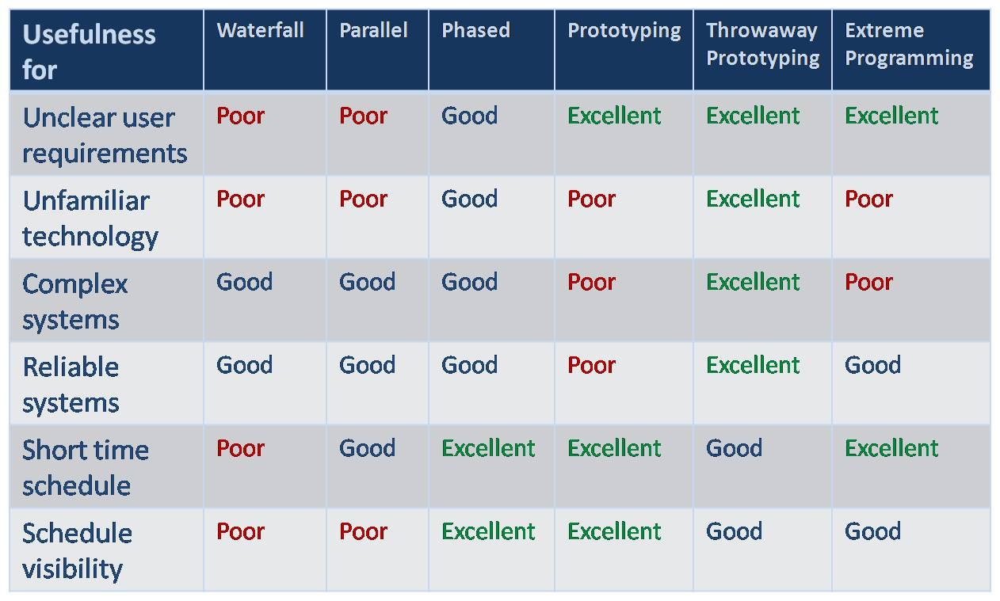 Usefulness for Waterfall Parallel Phased Prototyping Throwaway Prototyping Extreme Programming
Unclear user requirements Poor Poor Good Excellent Excellent Excellent
Unfamiliar technology Poor Poor Good Poor Excellent Poor
Complex systems Good Good Good Poor Excellent Poor
Reliable systems Good Good Good Poor Excellent Good
Short time schedule Poor Good Excellent Excellent Good Excellent
Schedule visibility Poor Poor Excellent Excellent Good Good